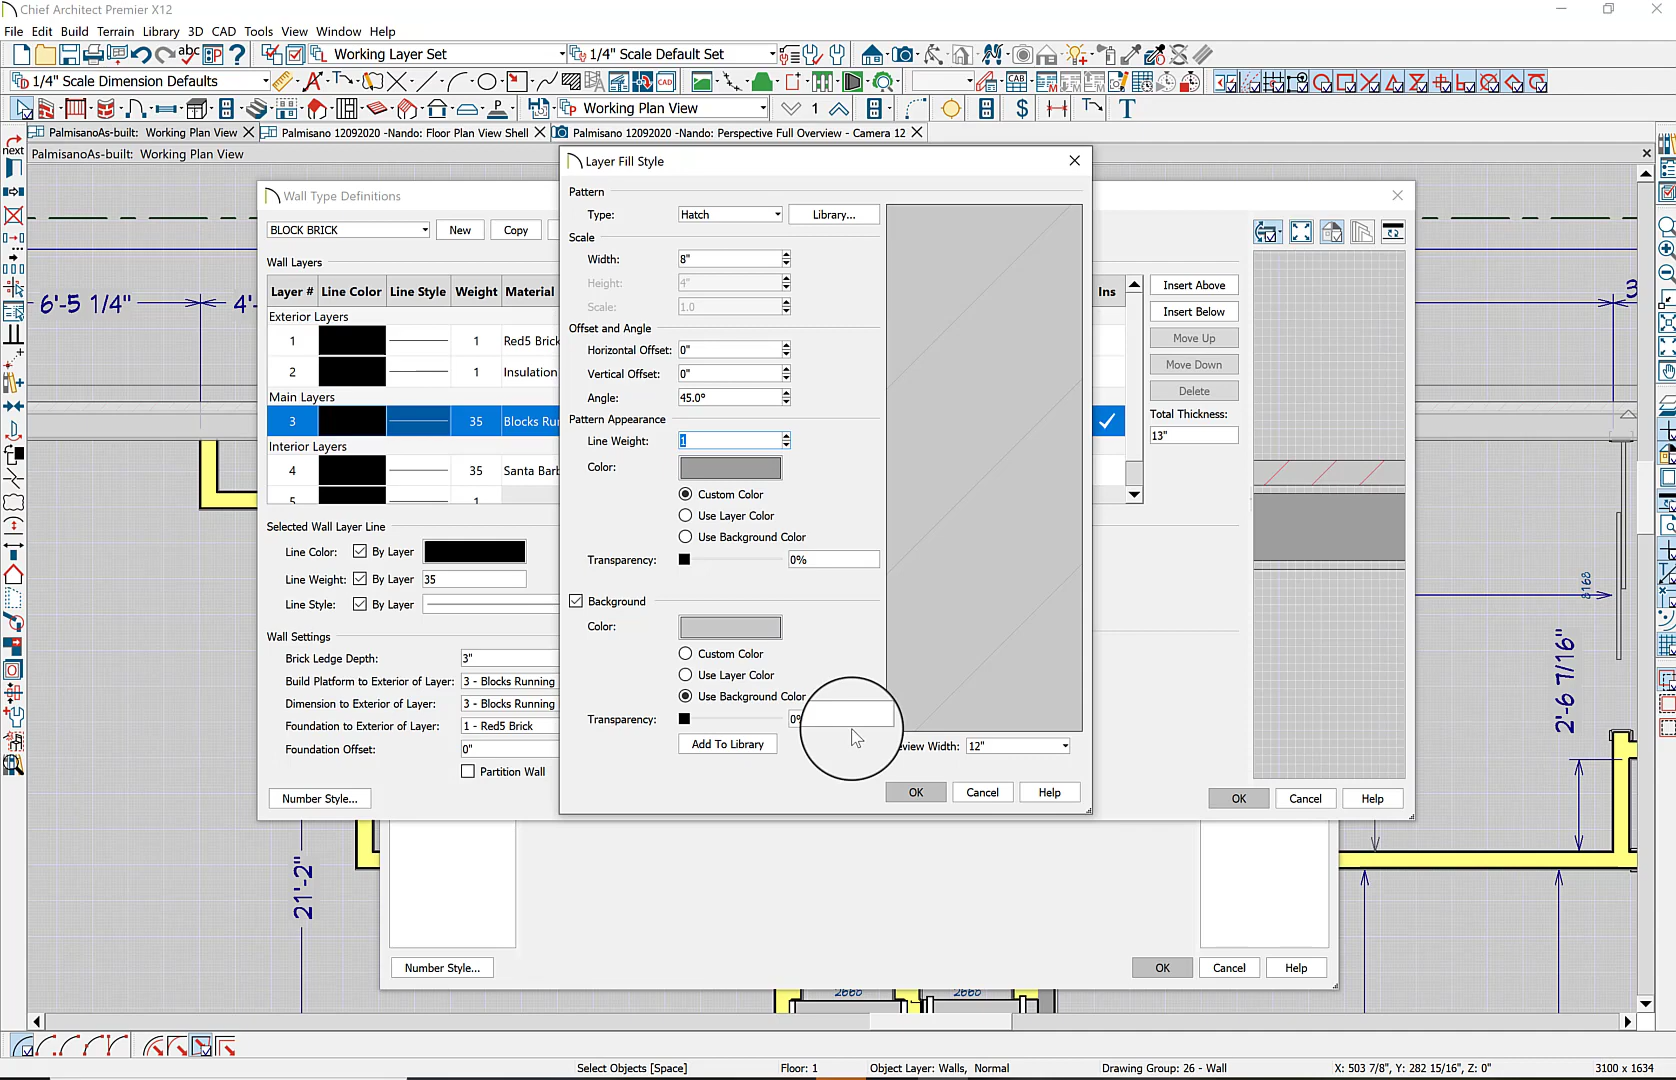 Chief Architect Premier X12
File Edit Build Terrain Library 3D CAD Tools View Window Help
abc Working Layer Set 1/4" Scale Default Set
1/4" Scale Dimension Defaults CAD CAB
P Working Plan View 1 $ T
next PalmisanoAs-built: Working Plan View Palmisano 12092020 -Nando: Floor Plan View Shell Palmisano 12092020 -Nando: Perspective Full Overview - Camera 12
PalmisanoAs-built: Working Plan View
Layer Fill Style
Pattern
Type: Hatch Library...
Scale
Width: 8"
Height: 4"
Scale: 1.0
Offset and Angle
Horizontal Offset: 0"
Vertical Offset: 0"
Angle: 45.0°
Pattern Appearance
Line Weight: 1
Color:
Custom Color
Use Layer Color
Use Background Color
Transparency: 0%
Background
Color:
Custom Color
Use Layer Color
Use Background Color
Transparency:
Add To Library
view Width: 12"
OK Cancel Help
Wall Type Definitions
BLOCK BRICK New Copy
Wall Layers
Layer # Line Color Line Style Weight Material Ins
Exterior Layers
1 1 Red5 Brick
2 1 Insulation
Main Layers
3 35 Blocks Ru
Interior Layers
4 35 Santa Barb
5 1
Insert Above
Insert Below
Move Up
Move Down
Delete
Total Thickness:
13"
Selected Wall Layer Line
Line Color: By Layer
Line Weight: By Layer 35
Line Style: By Layer
Wall Settings
Brick Ledge Depth: 3"
Build Platform to Exterior of Layer: 3 - Blocks Running
Dimension to Exterior of Layer: 3 - Blocks Running
Foundation to Exterior of Layer: 1 - Red5 Brick
Foundation Offset: 0"
Partition Wall
Number Style... OK Cancel Help
Number Style... OK Cancel Help
6'-5 1/4" 4'- 3
3168
2'-6 7/16"
21'-2"
2668 2668
Select Objects [Space] Floor: 1 Object Layer: Walls, Normal Drawing Group: 26 - Wall X: 503 7/8", Y: 282 15/16", Z: 0" 3100 x 1634